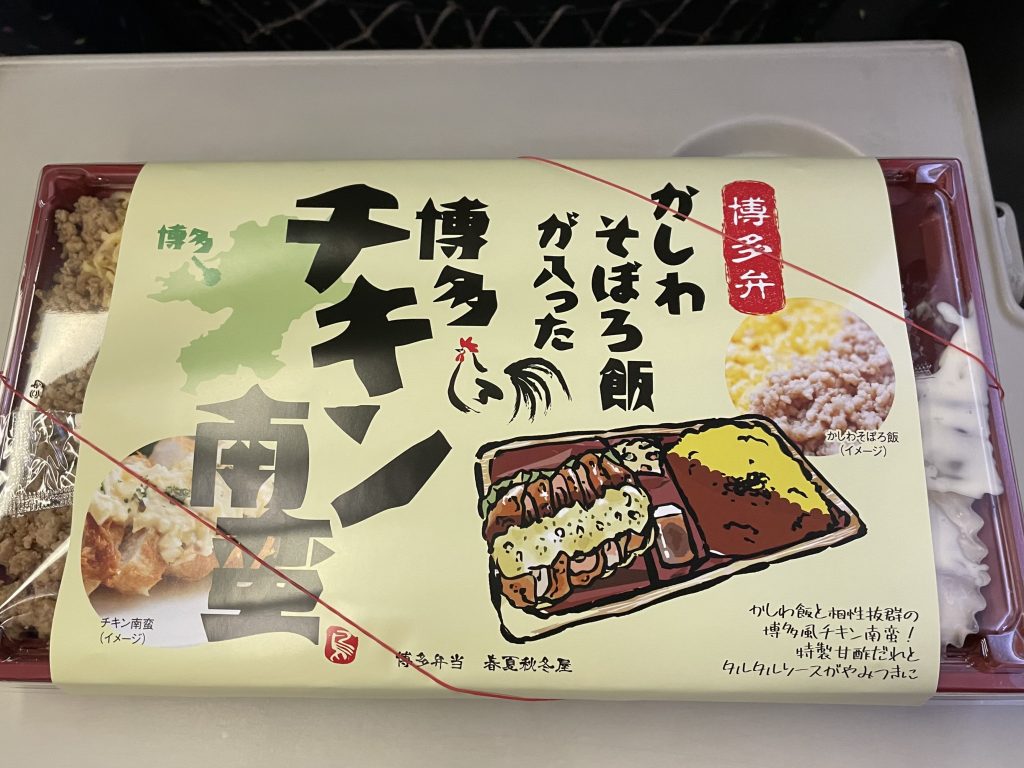 博多弁
かしわ
そぼろ飯
が入った
博多
チキン
南蛮
博多
かしわそぼろ飯
（イメージ）
チキン南蛮
（イメージ）
かしわ飯と相性抜群の
博多風チキン南蛮！
特製甘酢だれと
タルタルソースがやみつきに
博多弁当 春夏秋冬屋